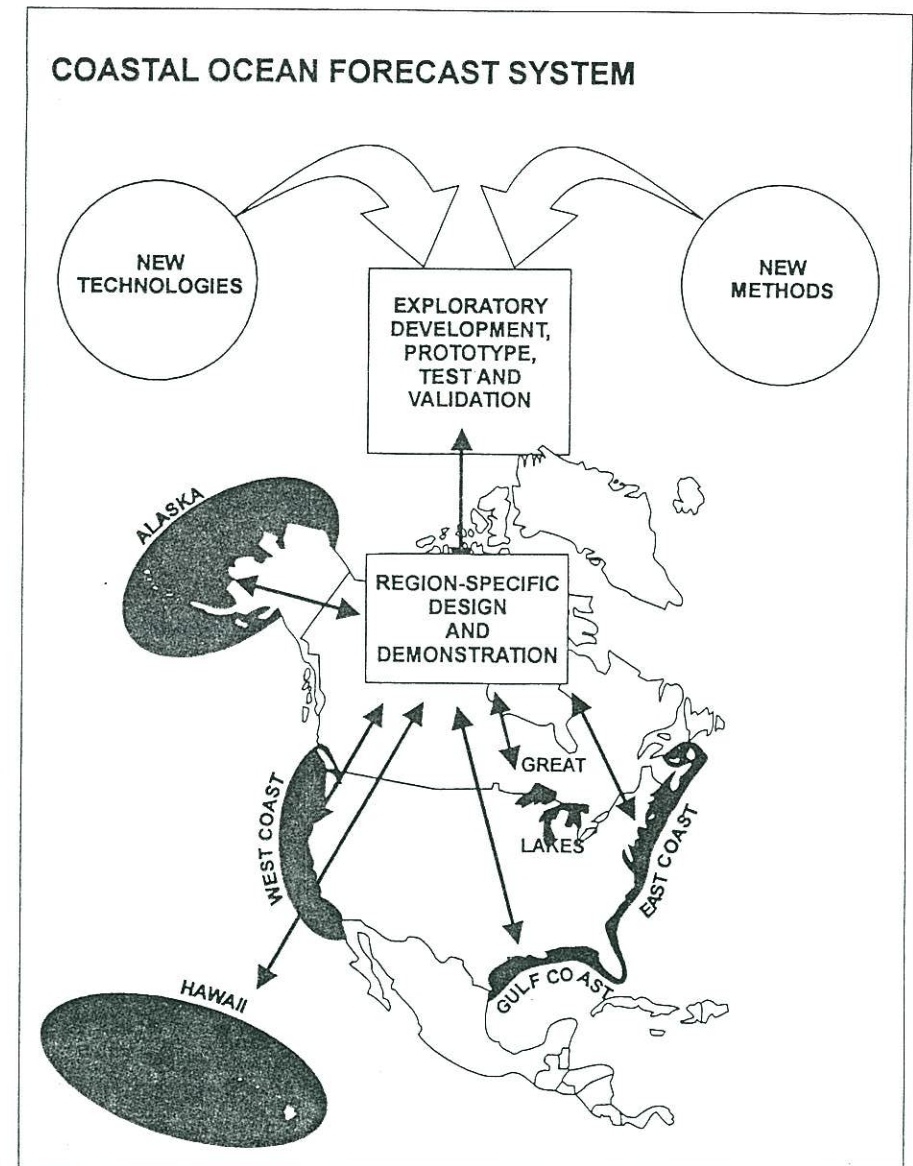 COASTAL OCEAN FORECAST SYSTEM
NEW
TECHNOLOGIES
NEW
METHODS
EXPLORATORY
DEVELOPMENT,
PROTOTYPE,
TEST AND
VALIDATION
ALASKA
REGION-SPECIFIC
DESIGN
AND
DEMONSTRATION
GREAT
LAKES
WEST COAST
EAST COAST
GULF COAST
HAWAII